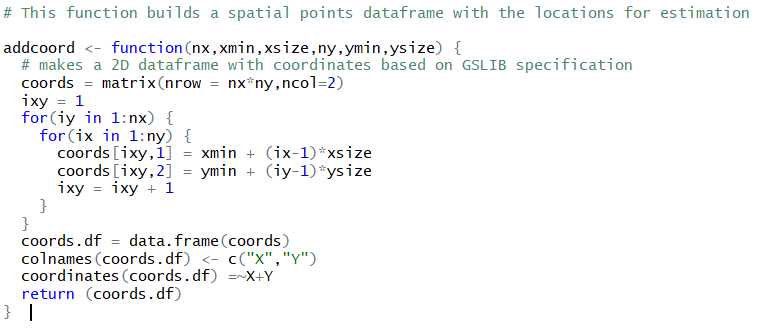 # This function builds a spatial points dataframe with the locations for estimation
addcoord <- function(nx,xmin,xsize,ny,ymin,ysize) {
  # makes a 2D dataframe with coordinates based on GSLIB specification
  coords = matrix(nrow = nx*ny,ncol=2)
  ixy = 1
  for(iy in 1:nx) {
    for(ix in 1:ny) {
      coords[ixy,1] = xmin + (ix-1)*xsize
      coords[ixy,2] = ymin + (iy-1)*ysize
      ixy = ixy + 1
    }
  }
  coords.df = data.frame(coords)
  colnames(coords.df) <- c("X","Y")
  coordinates(coords.df) =~X+Y
  return (coords.df)
}